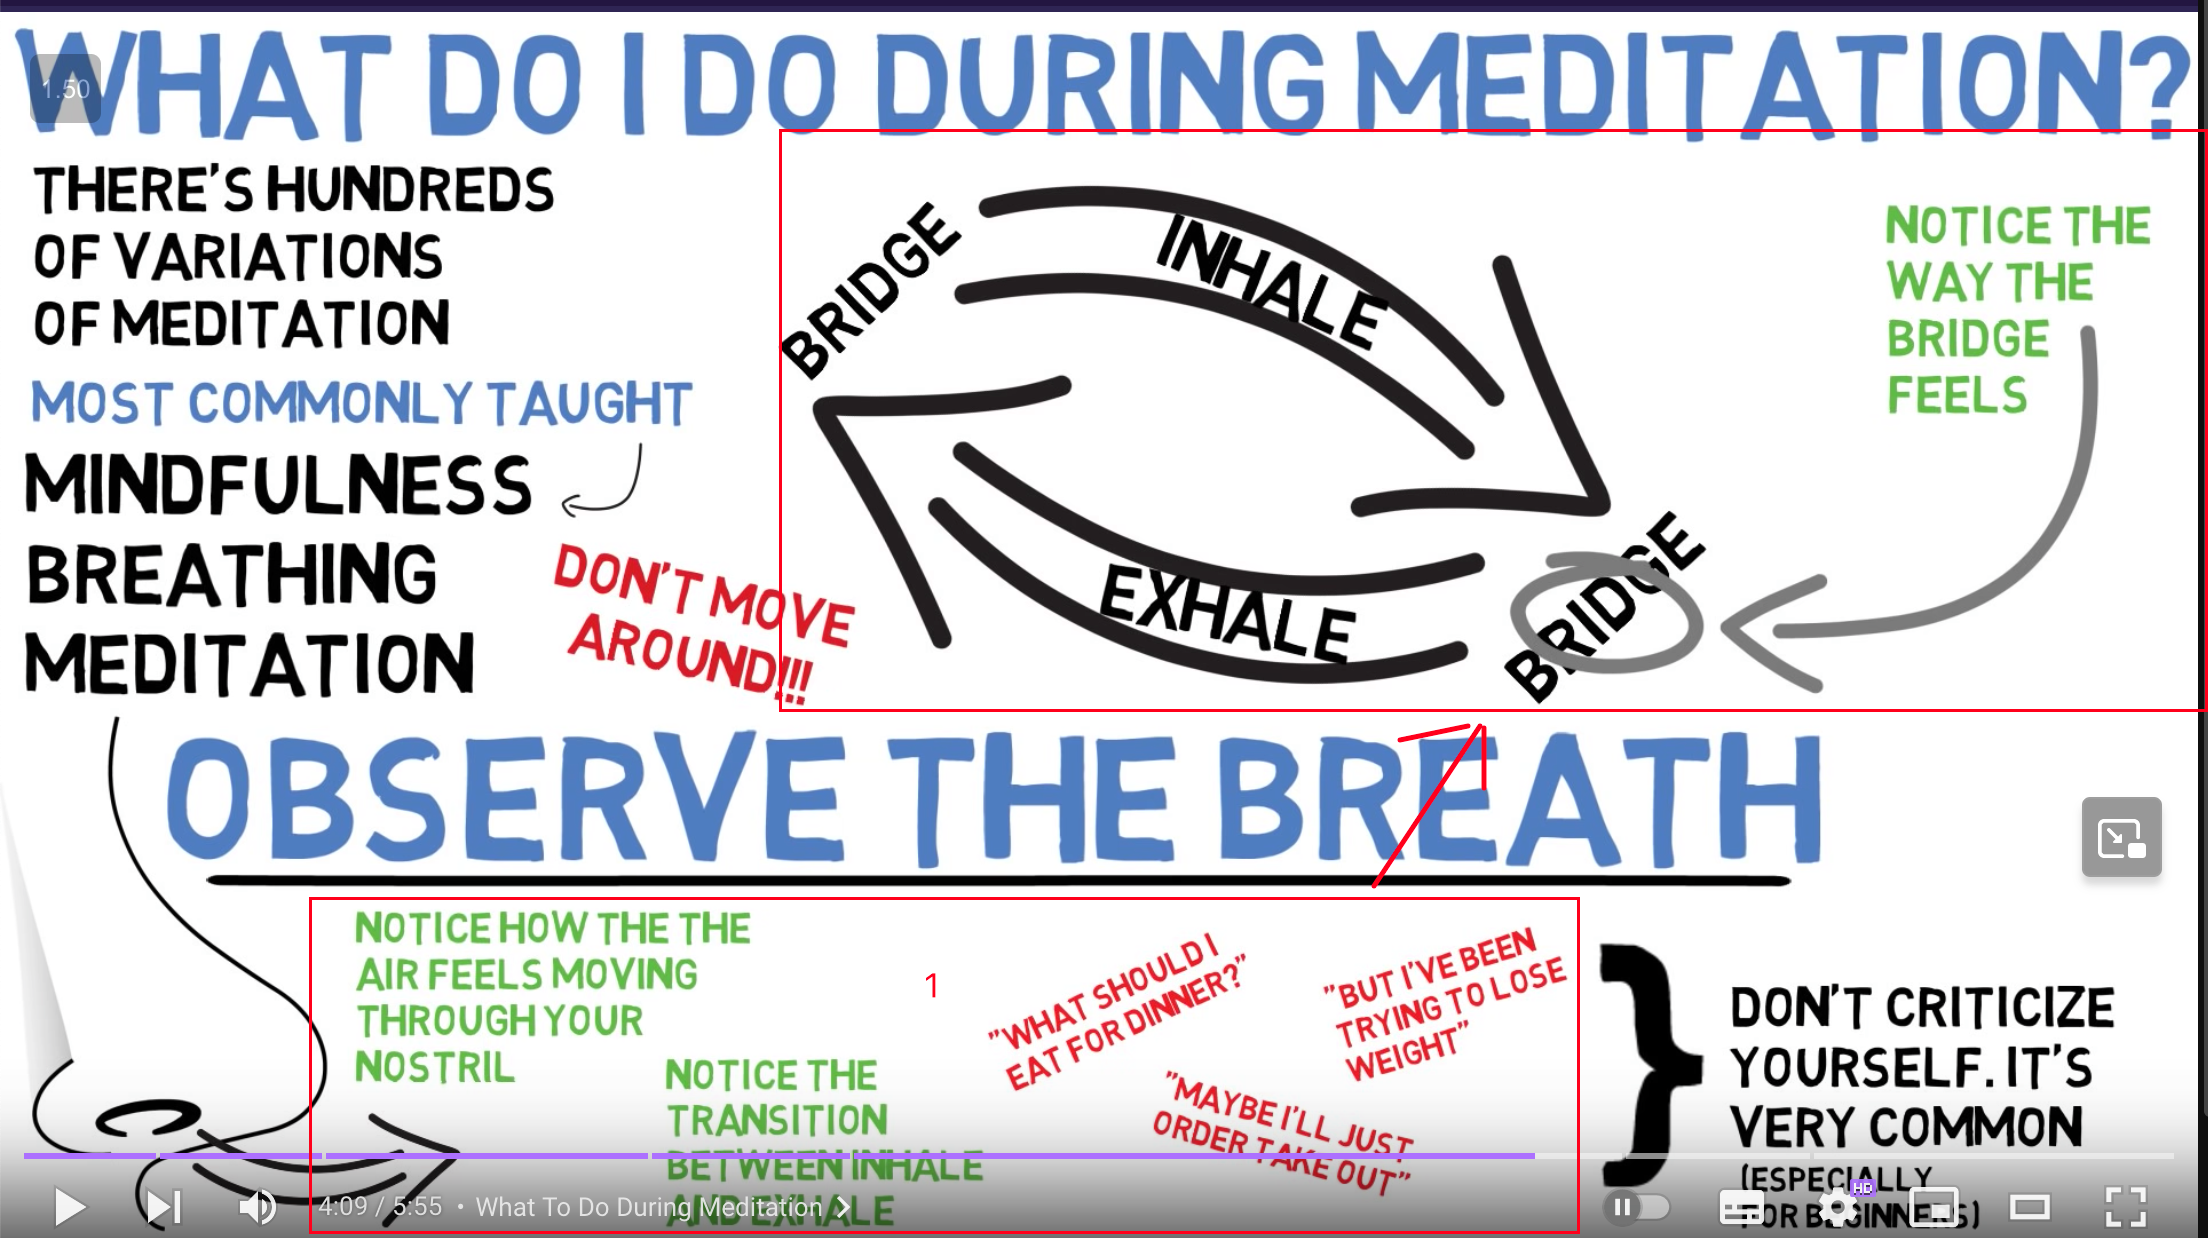 WHAT DO I DO DURING MEDITATION?
1.50
THERE'S HUNDREDS
OF VARIATIONS
OF MEDITATION
MOST COMMONLY TAUGHT
MINDFULNESS
BREATHING
MEDITATION
DON'T MOVE
AROUND!!!
BRIDGE
INHALE
EXHALE
BRIDGE
NOTICE THE
WAY THE
BRIDGE
FEELS
OBSERVE THE BREATH
NOTICE HOW THE THE
AIR FEELS MOVING
THROUGH YOUR
NOSTRIL
NOTICE THE
TRANSITION
BETWEEN INHALE
AND EXHALE
1
"WHAT SHOULD I
EAT FOR DINNER?"
"BUT I'VE BEEN
TRYING TO LOSE
WEIGHT"
"MAYBE I'LL JUST
ORDER TAKE OUT"
}
DON'T CRITICIZE
YOURSELF. IT'S
VERY COMMON
(ESPECIALLY
FOR BEGINNERS)
4:09 / 5:55 • What To Do During Meditation
HD